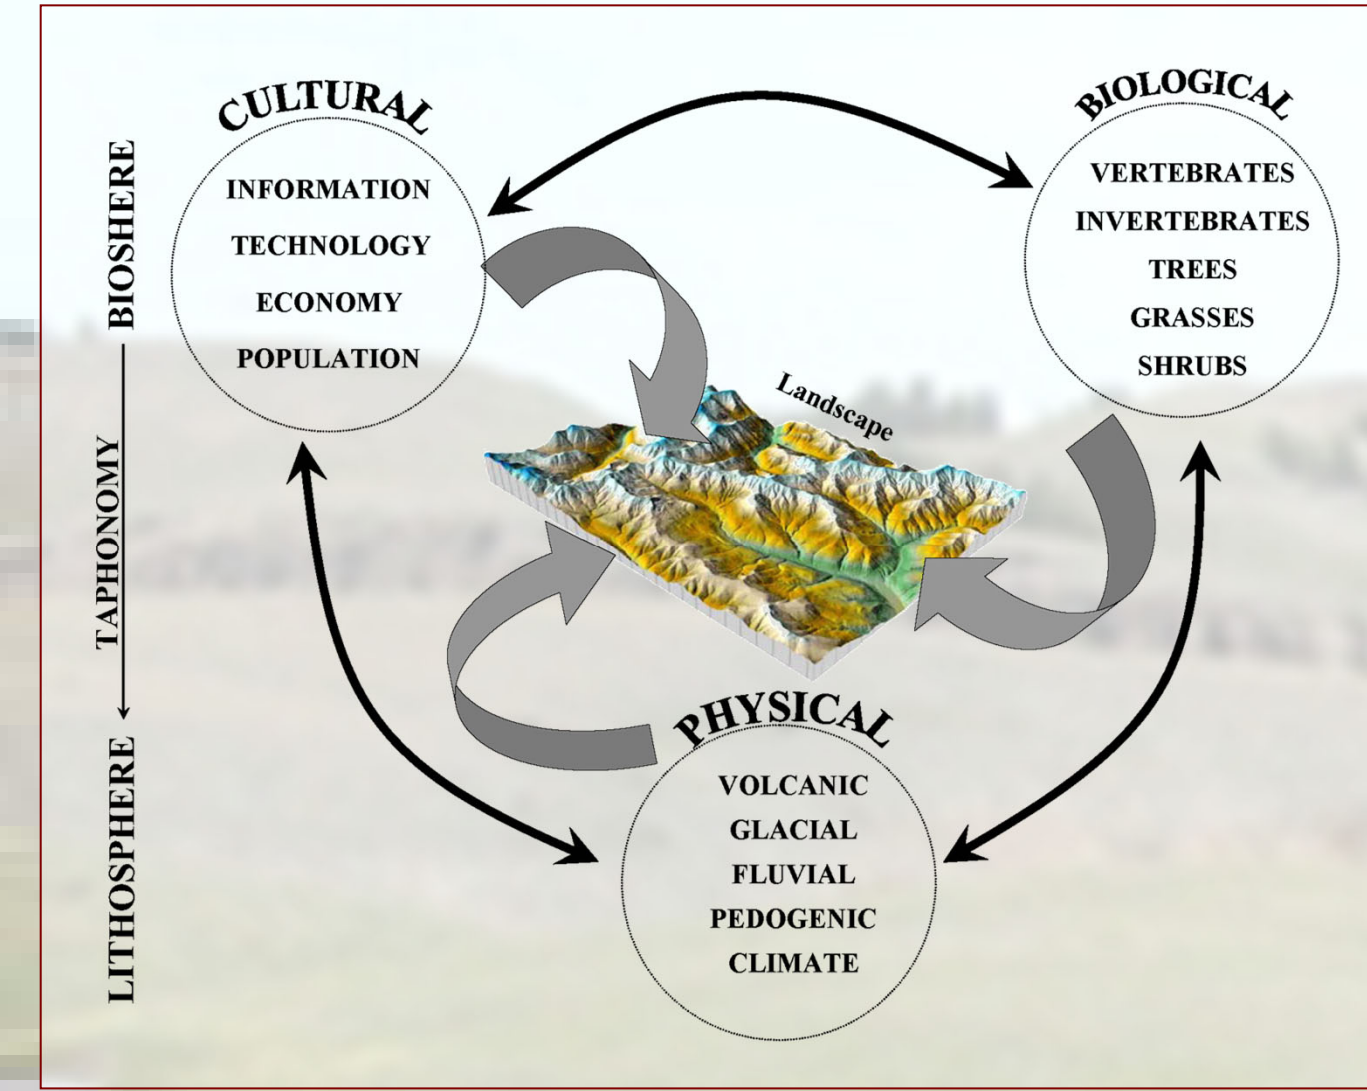 CULTURAL
INFORMATION
TECHNOLOGY
ECONOMY
POPULATION
BIOLOGICAL
VERTEBRATES
INVERTEBRATES
TREES
GRASSES
SHRUBS
BIOSHERE
TAPHONOMY
LITHOSPHERE
Landscape
PHYSICAL
VOLCANIC
GLACIAL
FLUVIAL
PEDOGENIC
CLIMATE